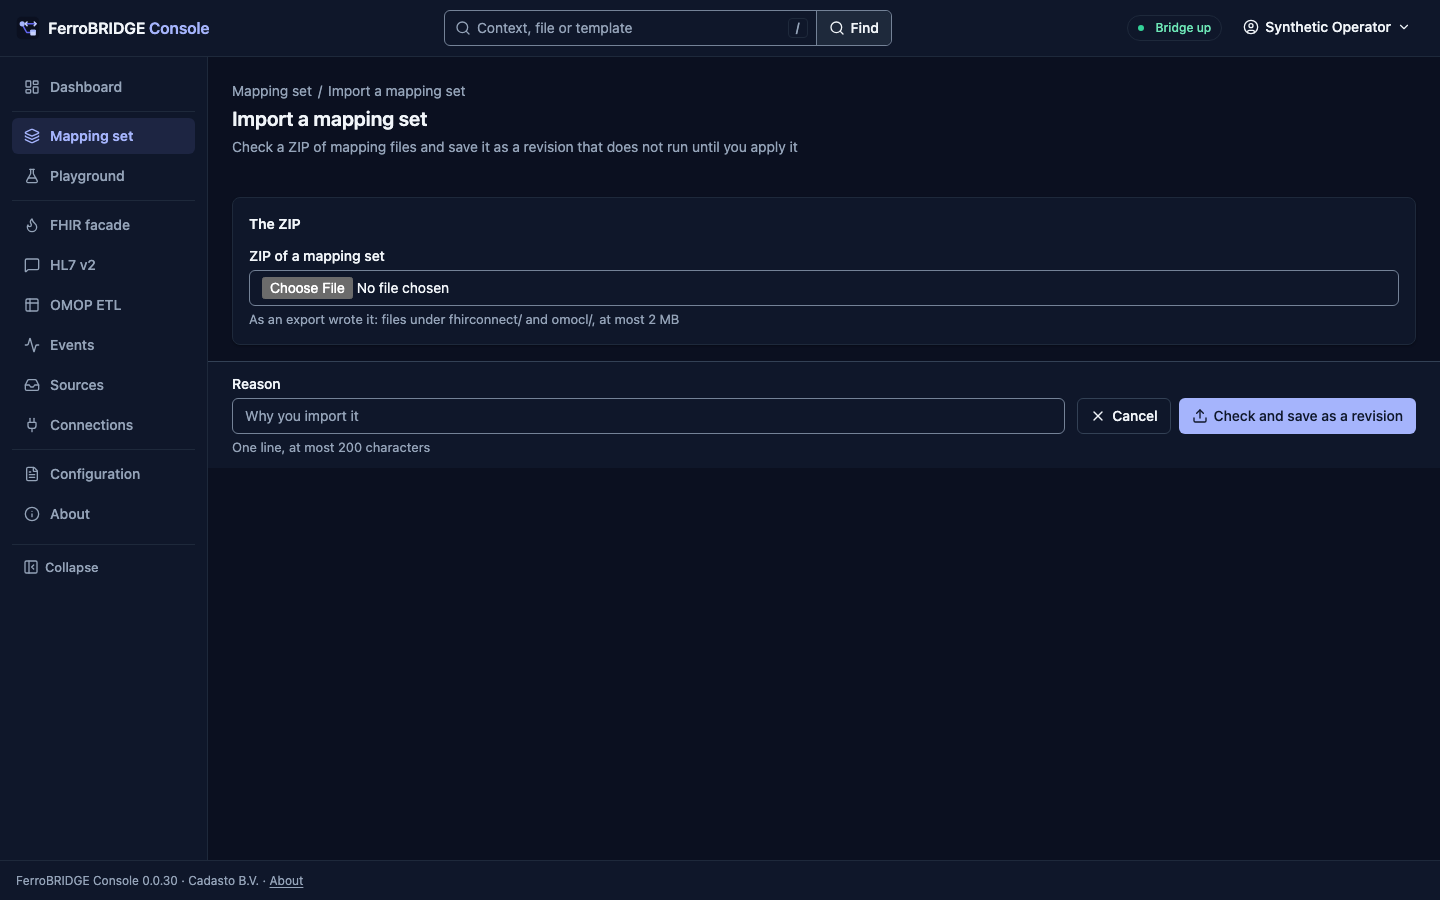 FerroBRIDGE Console
Context, file or template
/
Find
Bridge up
Synthetic Operator
Dashboard
Mapping set
Playground
FHIR facade
HL7 v2
OMOP ETL
Events
Sources
Connections
Configuration
About
Collapse
Mapping set / Import a mapping set
Import a mapping set
Check a ZIP of mapping files and save it as a revision that does not run until you apply it
The ZIP
ZIP of a mapping set
Choose File No file chosen
As an export wrote it: files under fhirconnect/ and omocl/, at most 2 MB
Reason
Why you import it
Cancel
Check and save as a revision
One line, at most 200 characters
FerroBRIDGE Console 0.0.30 · Cadasto B.V. · About